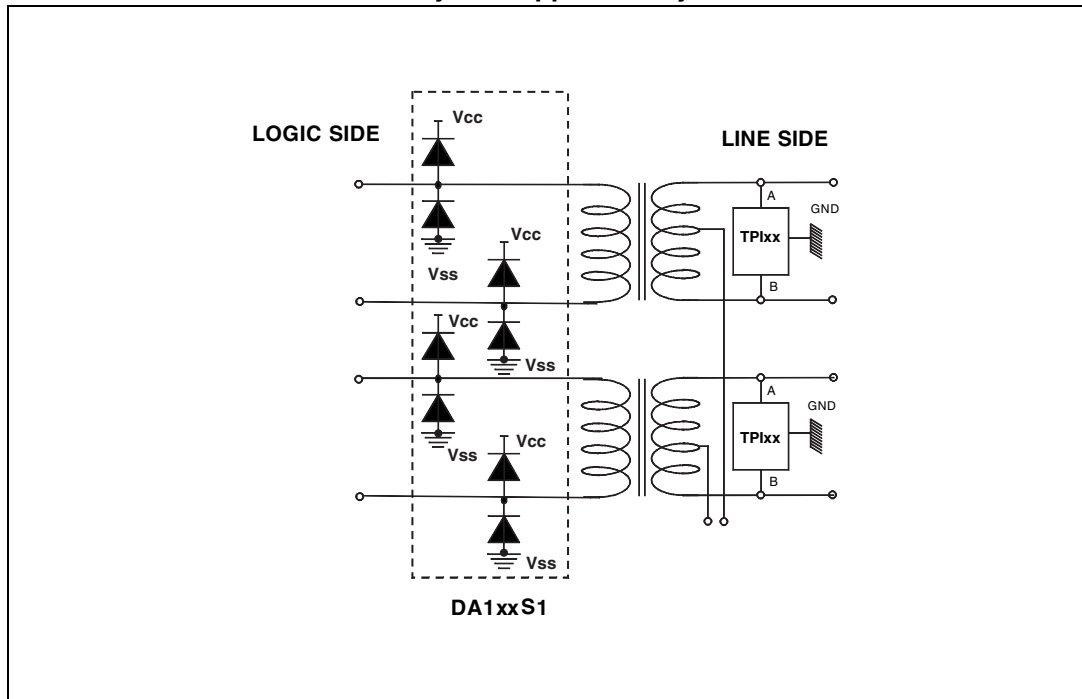 LOGIC SIDE
LINE SIDE
Vcc
Vss
Vcc
Vss
A
TPIxx
B
GND
Vcc
Vss
Vcc
Vss
A
TPIxx
B
GND
DA1xxS1